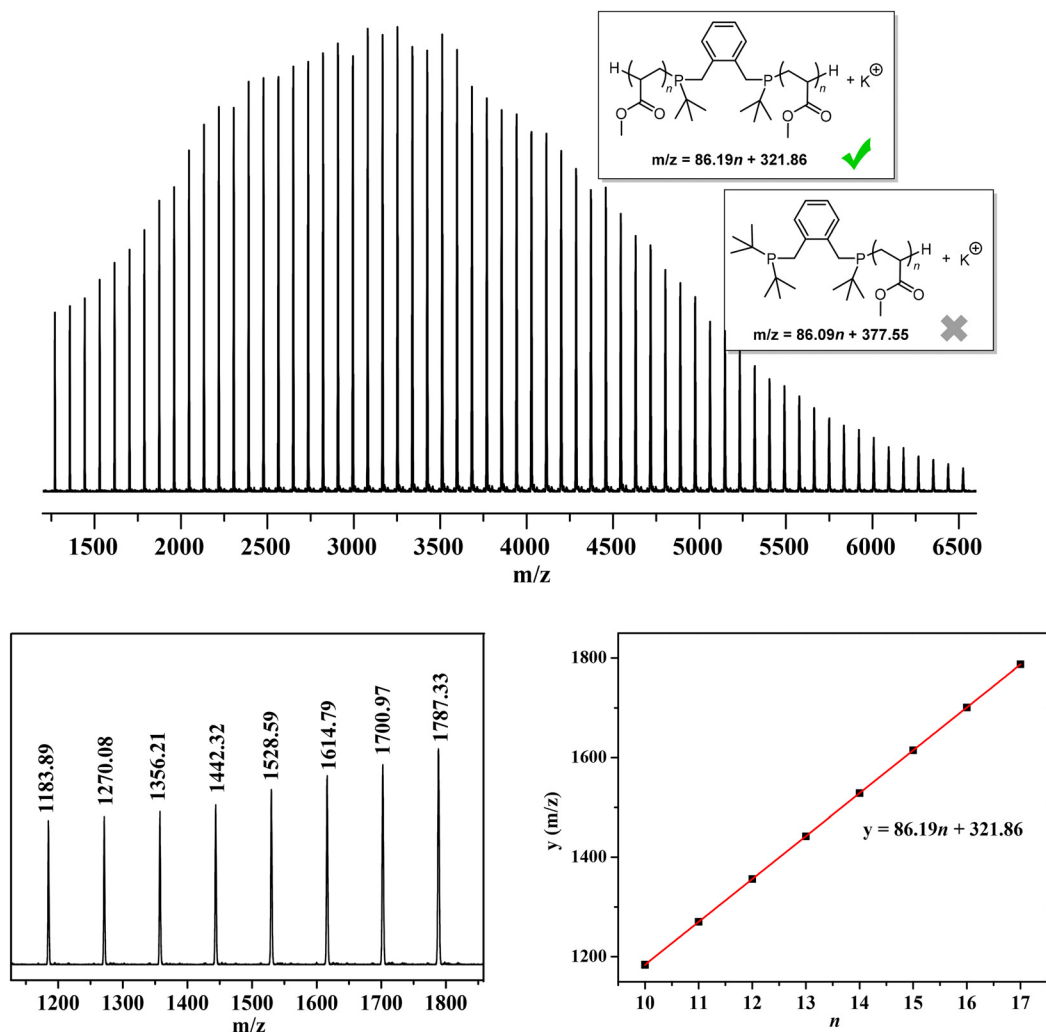 H
P
P
H
n
n
O
O
O
O
+ K⊕
m/z = 86.19n + 321.86
P
P
H
n
O
O
+ K⊕
m/z = 86.09n + 377.55
1500 2000 2500 3000 3500 4000 4500 5000 5500 6000 6500
m/z
1183.89
1270.08
1356.21
1442.32
1528.59
1614.79
1700.97
1787.33
1200 1300 1400 1500 1600 1700 1800
m/z
1800
1600
1400
1200
y (m/z)
y = 86.19n + 321.86
10 11 12 13 14 15 16 17
n